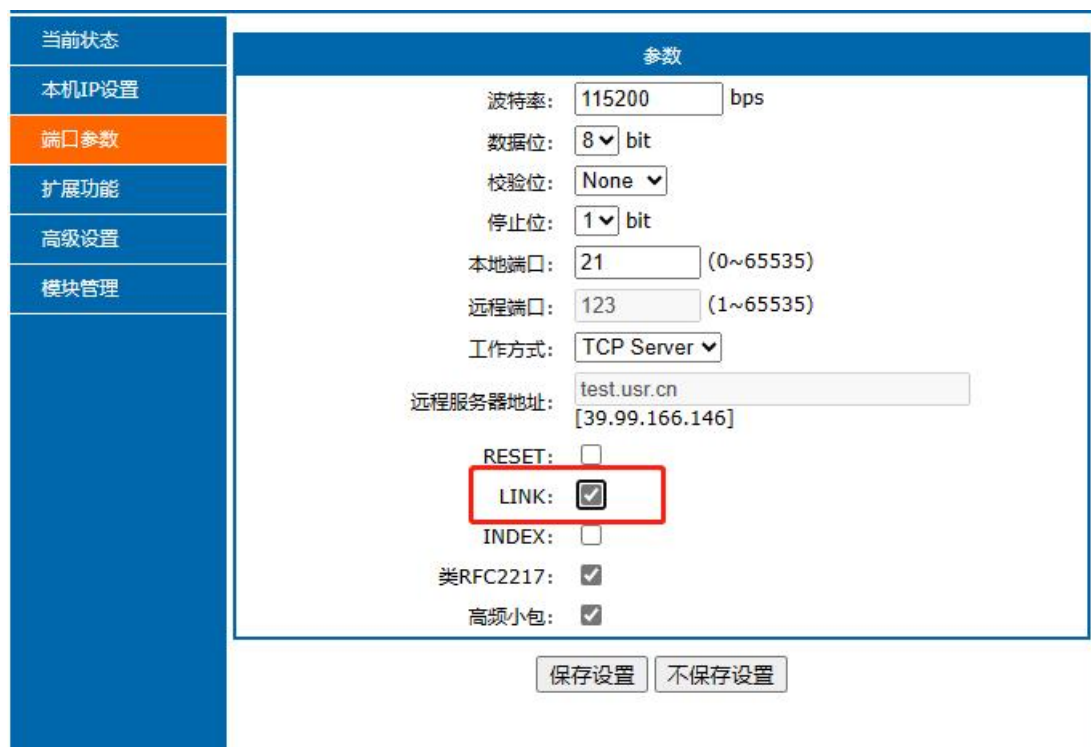 当前状态
本机IP设置
端口参数
扩展功能
高级设置
模块管理
参数
波特率: 115200 bps
数据位: 8 bit
校验位: None
停止位: 1 bit
本地端口: 21 (0~65535)
远程端口: 123 (1~65535)
工作方式: TCP Server
远程服务器地址: test.usr.cn
[39.99.166.146]
RESET:
LINK:
INDEX:
类RFC2217:
高频小包:
保存设置 不保存设置